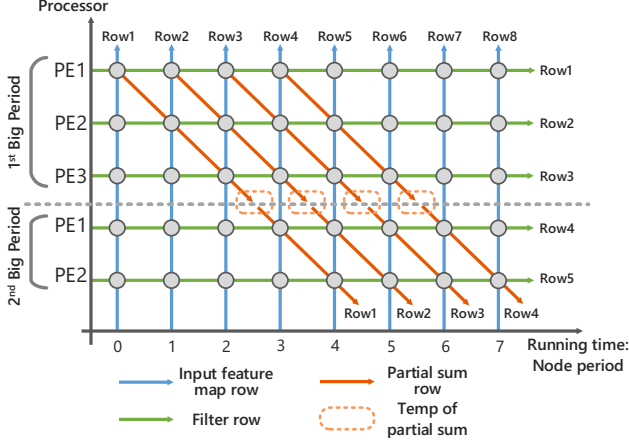 Processor
Row1 Row2 Row3 Row4 Row5 Row6 Row7 Row8
1st Big Period
PE1
Row1
PE2
Row2
PE3
Row3
2nd Big Period
PE1
Row4
PE2
Row5
Row1 Row2 Row3 Row4
0 1 2 3 4 5 6 7
Running time:
Node period
Input feature
map row
Partial sum
row
Filter row
Temp of
partial sum